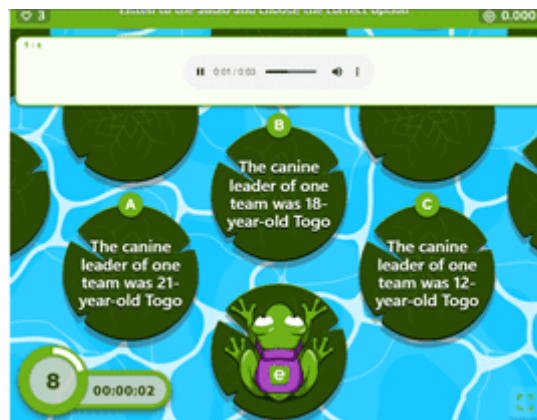 Listen to the audio and choose the correct option
3
0.000
1 / 5
0:01 / 0:03
B
The canine
leader of one
team was 18-
year-old Togo
A
The canine
leader of one
team was 21-
year-old Togo
C
The canine
leader of one
team was 12-
year-old Togo
e
8
00:00:02